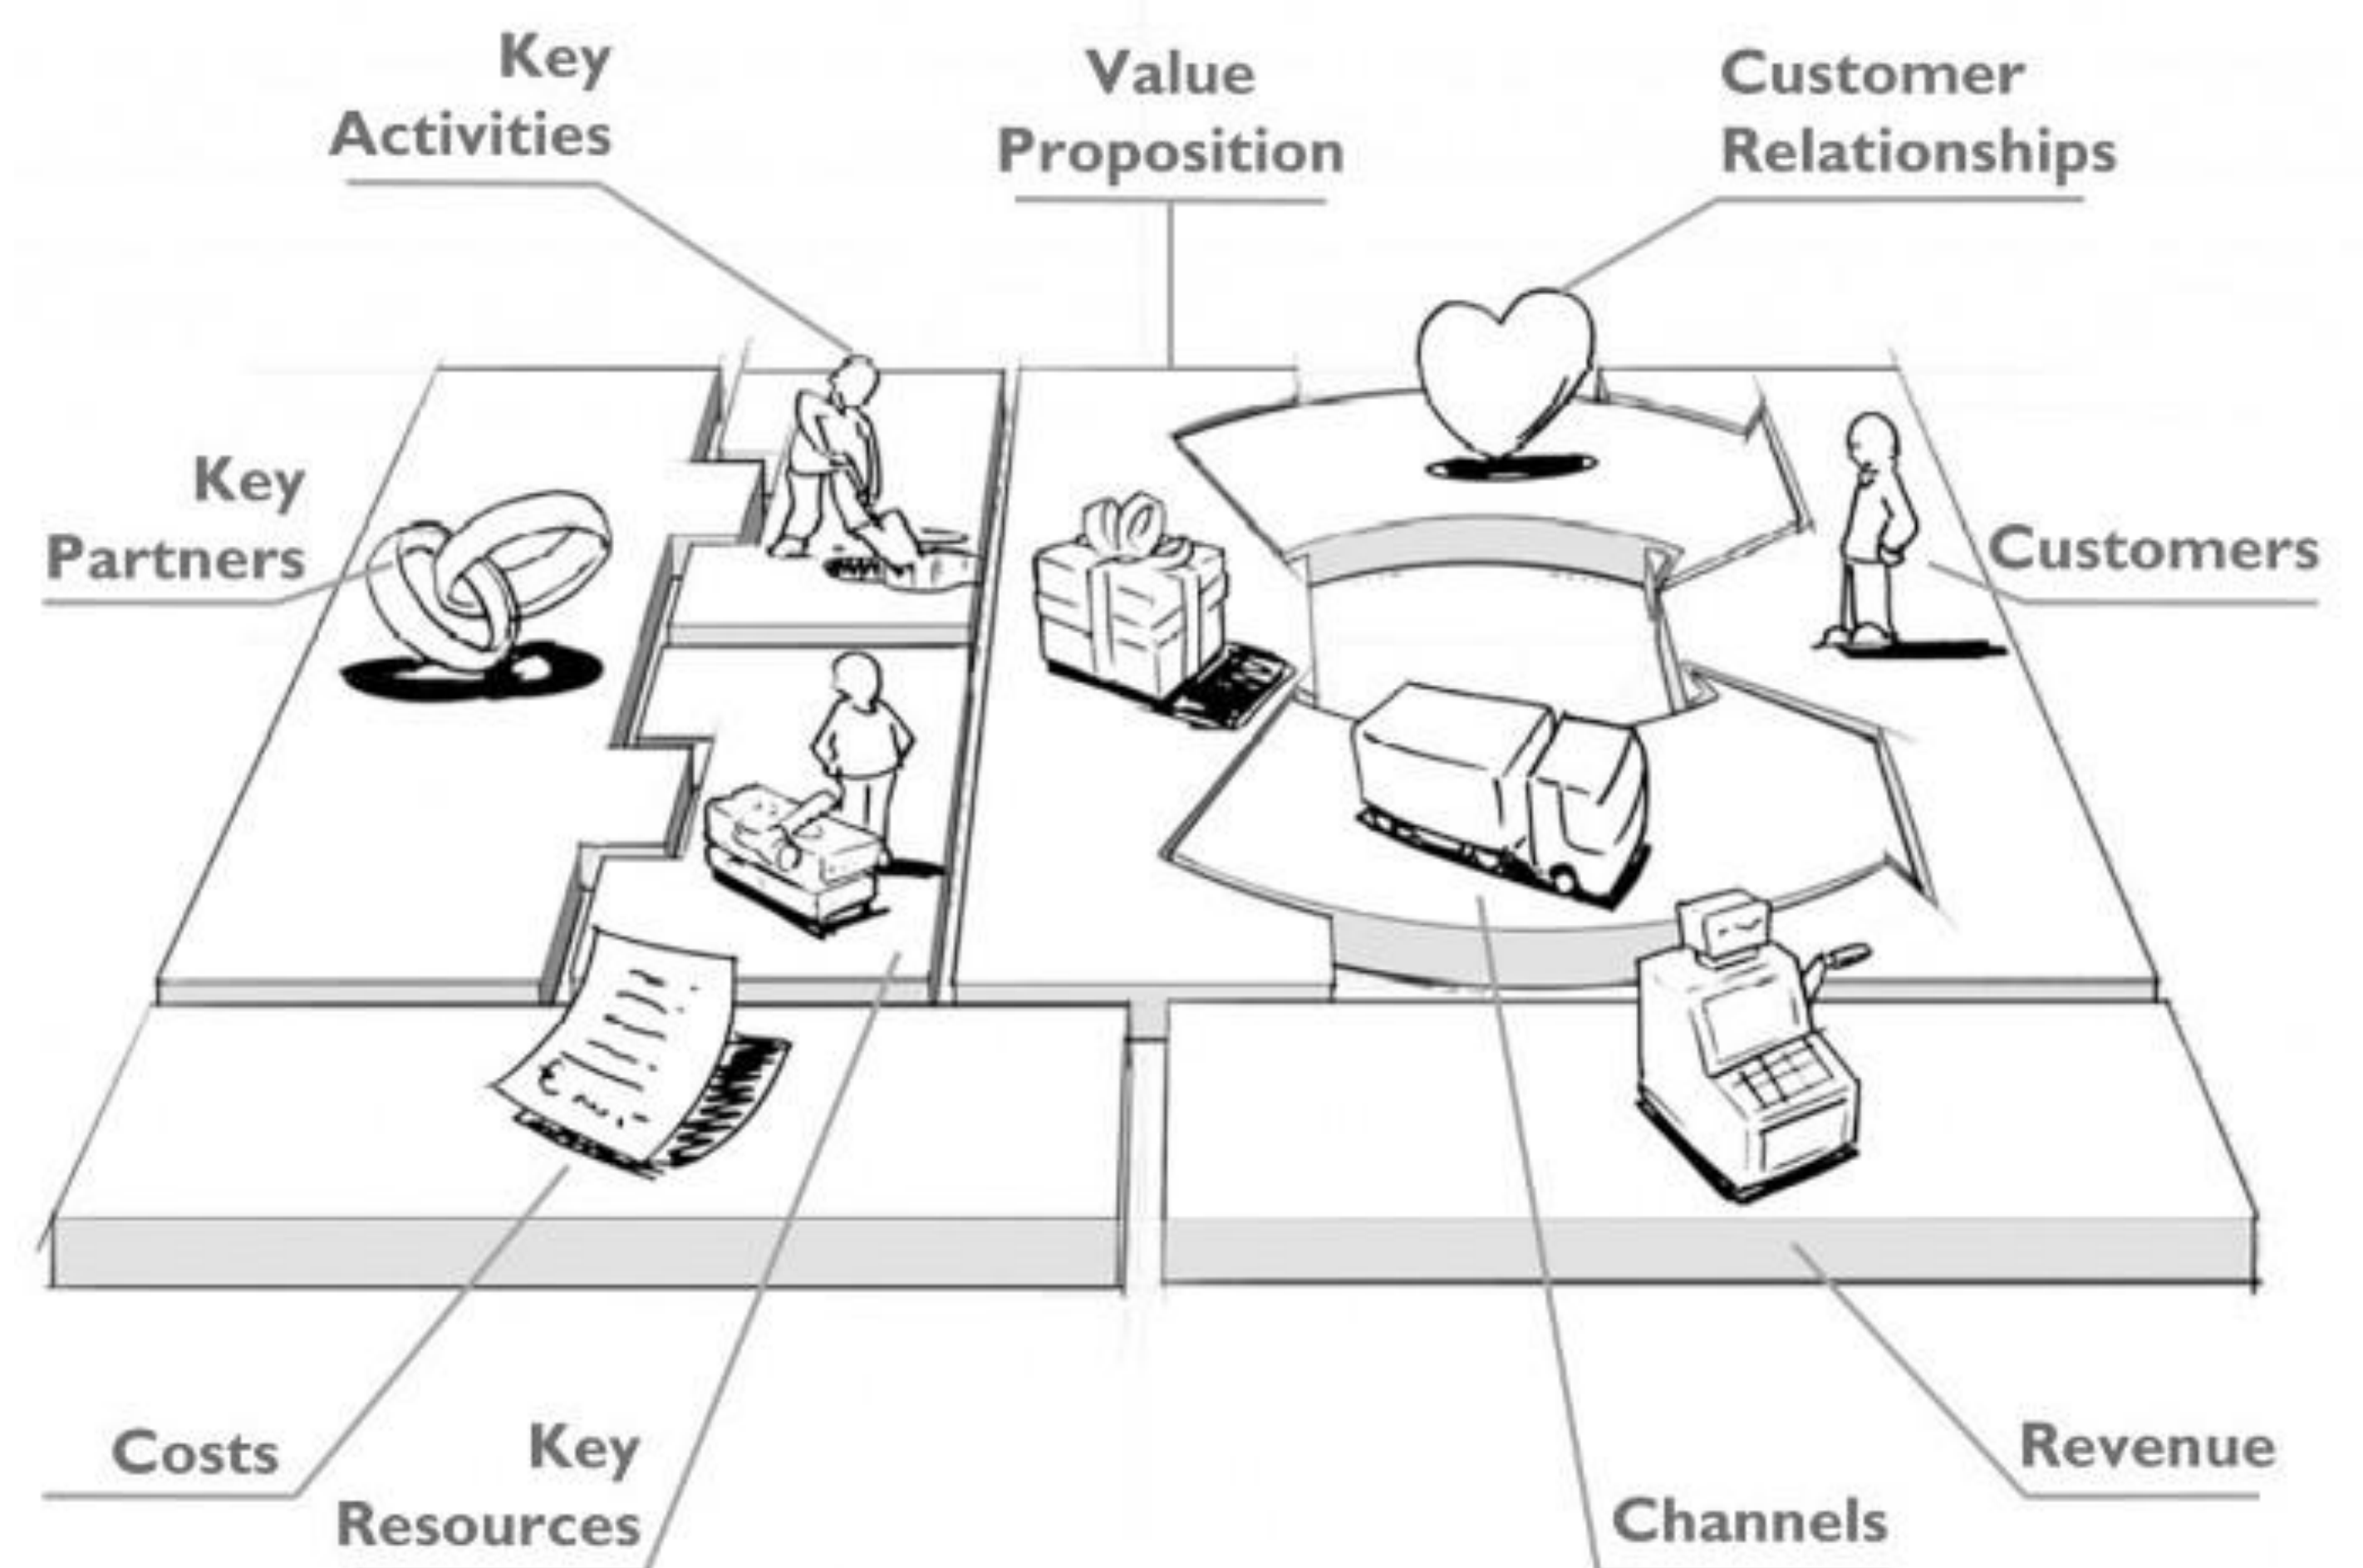 Key
Activities
Value
Proposition
Customer
Relationships
Key
Partners
Customers
Costs
Key
Resources
Channels
Revenue
€